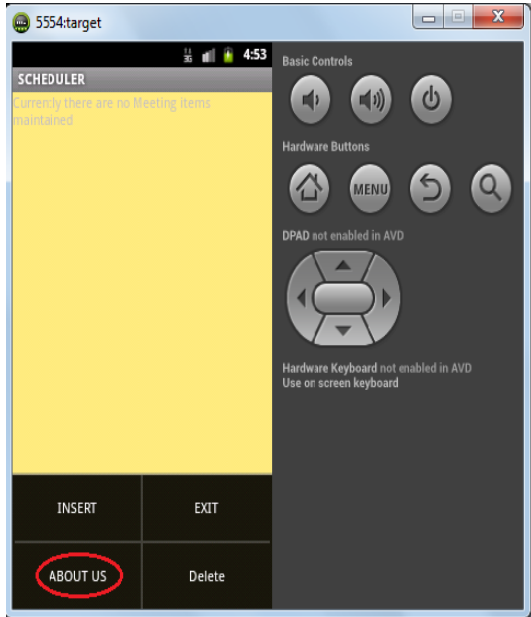 5554:target
3G 4:53
SCHEDULER
Currently there are no Meeting items
maintained
INSERT EXIT
ABOUT US Delete
Basic Controls
Hardware Buttons
MENU
DPAD not enabled in AVD
Hardware Keyboard not enabled in AVD
Use on screen keyboard